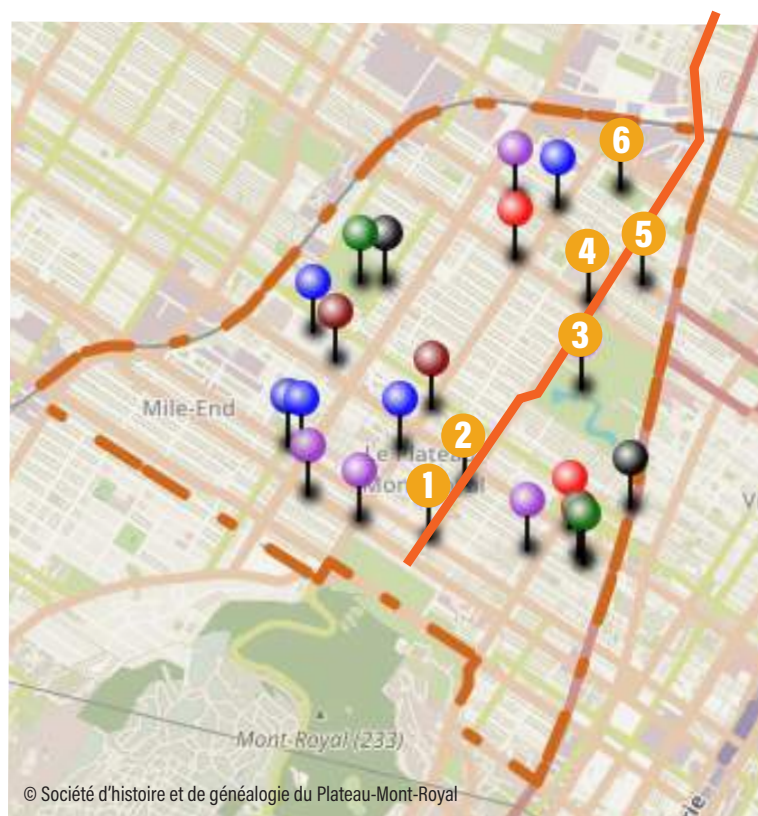 6
5
4
3
Mile-End
2
Le Plateau
1
Mont-Royal
Mont-Royal (233)
© Société d'histoire et de généalogie du Plateau-Mont-Royal